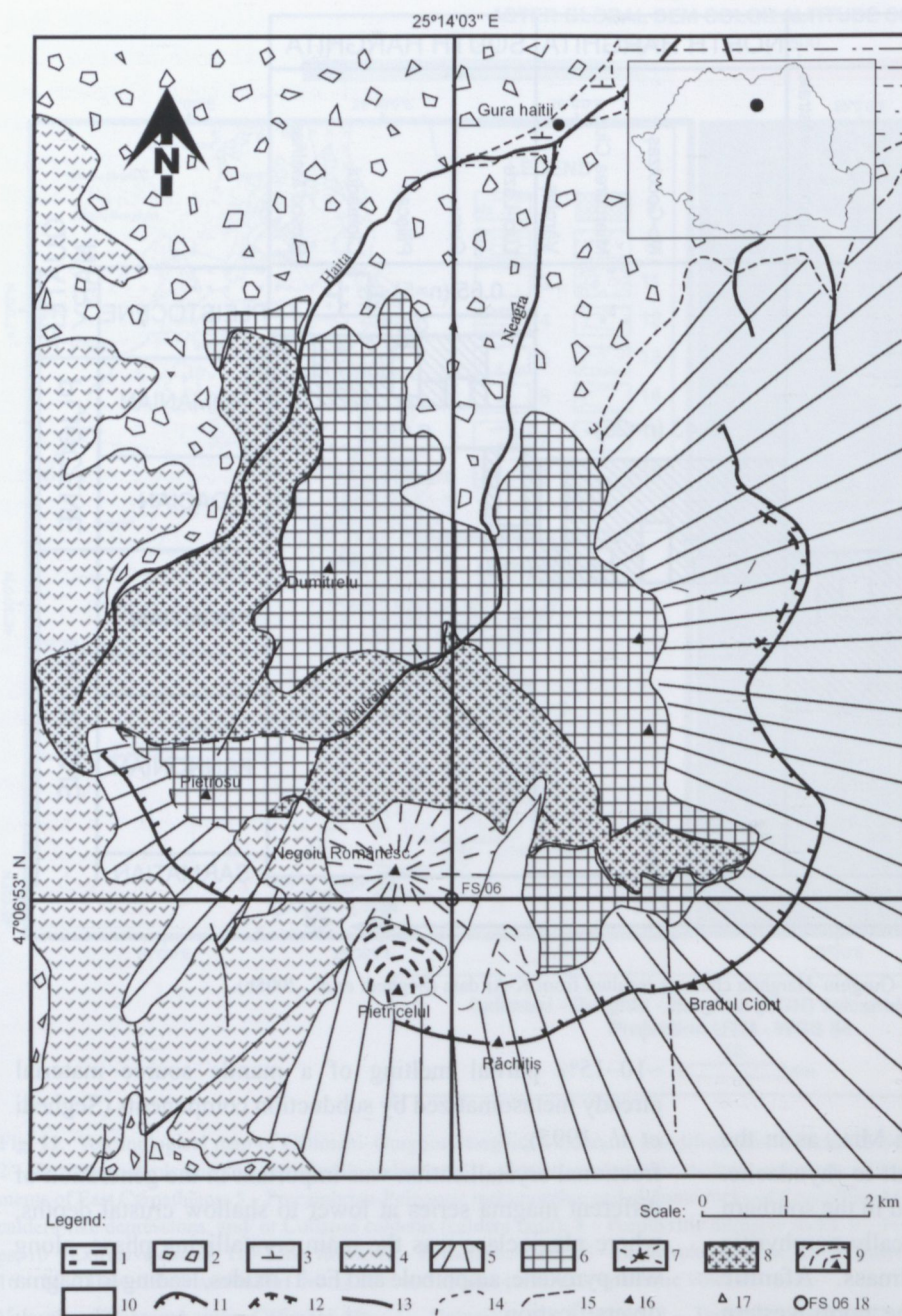 25°14'03" E
Gura haitii
N
Haita
Neagra
Dumitrelu
Pietrosu
Negoiu Românesc
47°06'53" N
FS 06
Pietricelul
Bradul Ciont
Răchițiș
Legend:
Scale: 0 1 2 km
1 2 3 4 5 6 7 8 9
10 11 12 13 14 15 16 17 FS 06 18